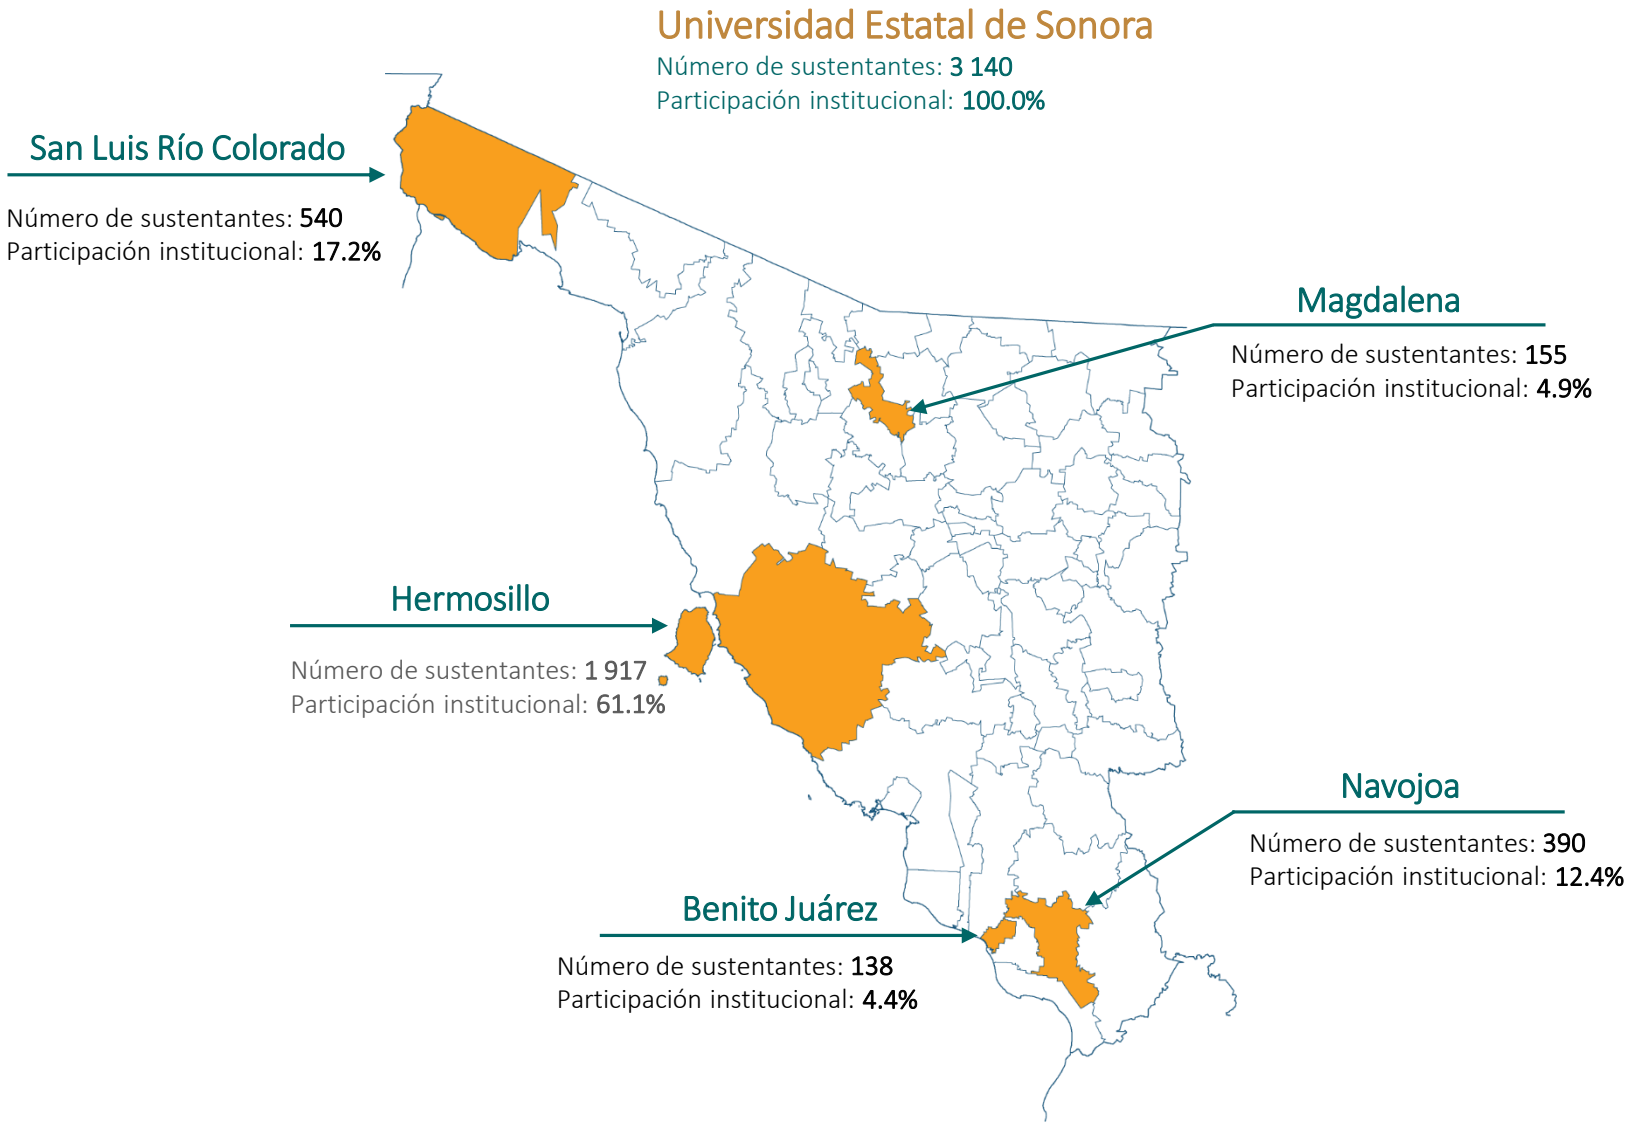 Universidad Estatal de Sonora
Número de sustentantes: 3 140
Participación institucional: 100.0%
San Luis Río Colorado
Número de sustentantes: 540
Participación institucional: 17.2%
Magdalena
Número de sustentantes: 155
Participación institucional: 4.9%
Hermosillo
Número de sustentantes: 1 917
Participación institucional: 61.1%
Navojoa
Número de sustentantes: 390
Participación institucional: 12.4%
Benito Juárez
Número de sustentantes: 138
Participación institucional: 4.4%